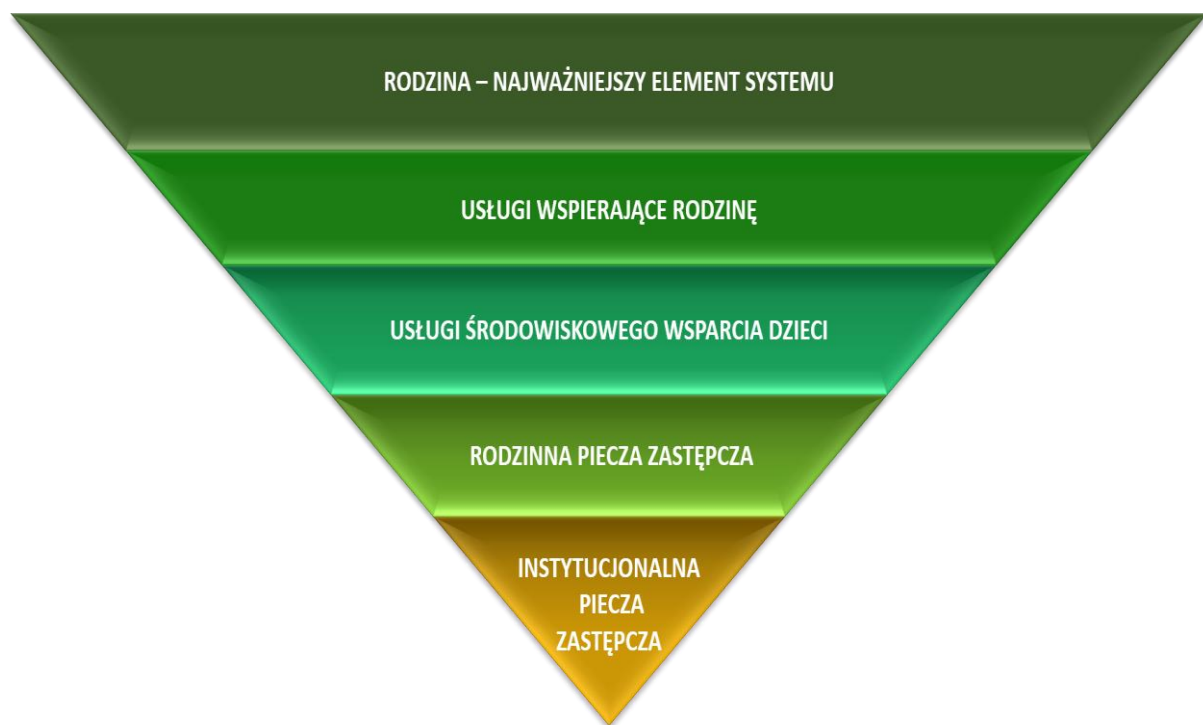 RODZINA – NAJWAŻNIEJSZY ELEMENT SYSTEMU
USŁUGI WSPIERAJĄCE RODZINĘ
USŁUGI ŚRODOWISKOWEGO WSPARCIA DZIECI
RODZINNA PIECZA ZASTĘPCZA
INSTYTUCJONALNA
PIECZA
ZASTĘPCZA